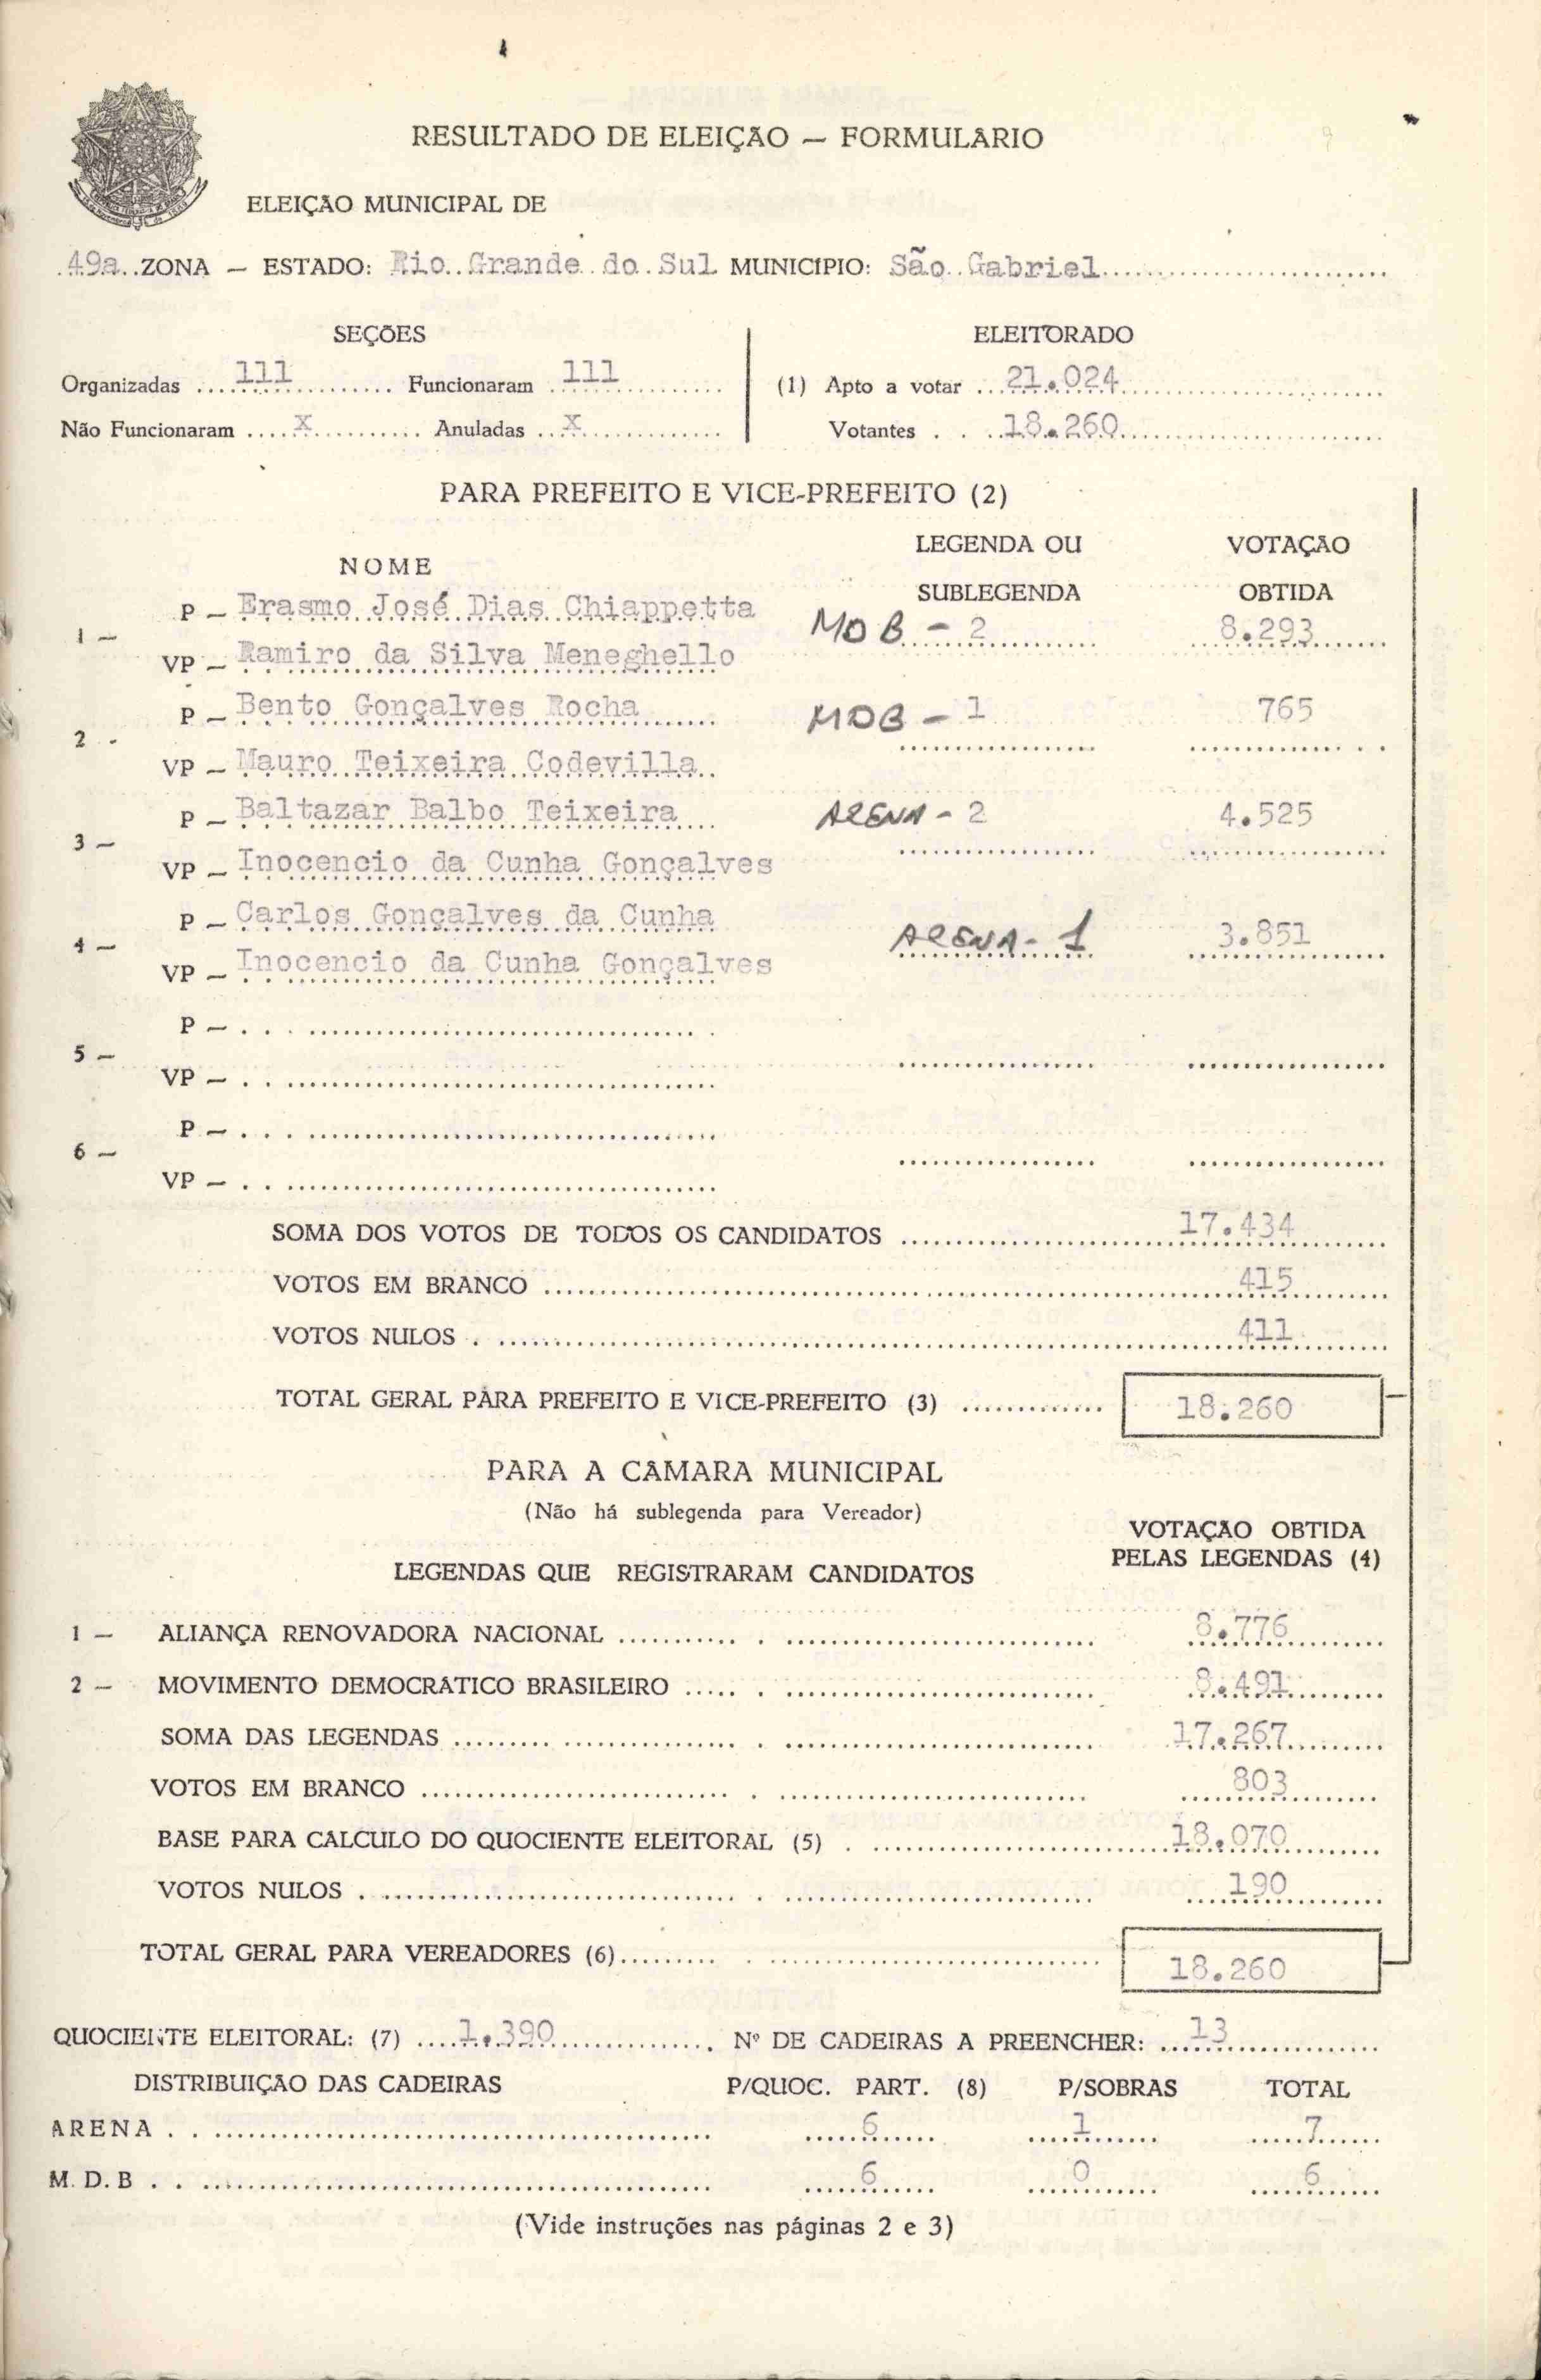 RESULTADO DE ELEIÇÃO — FORMULÁRIO
ELEIÇÃO MUNICIPAL DE
49a ZONA — ESTADO: Rio Grande do Sul MUNICÍPIO: São Gabriel
SEÇÕES
ELEITORADO
Organizadas 111 Funcionaram 111 (1) Apto a votar 21.024
Não Funcionaram x Anuladas x Votantes 18.260
PARA PREFEITO E VICE-PREFEITO (2)
NOME
LEGENDA OU SUBLEGENDA
VOTAÇÃO OBTIDA
P — Erasmo José Dias Chiappetta
1 — MDB - 2 8.293
VP — Ramiro da Silva Meneghello
P — Bento Gonçalves Rocha
2 - MDB - 1 765
VP — Mauro Teixeira Codevilla
P — Baltazar Balbo Teixeira
3 — ARENA - 2 4.525
VP — Inocencio da Cunha Gonçalves
P — Carlos Gonçalves da Cunha
4 — ARENA - 1 3.851
VP — Inocencio da Cunha Gonçalves
P —
5 —
VP —
P —
6 —
VP —
SOMA DOS VOTOS DE TODOS OS CANDIDATOS 17.434
VOTOS EM BRANCO 415
VOTOS NULOS 411
TOTAL GERAL PARA PREFEITO E VICE-PREFEITO (3) 18.260
PARA A CÂMARA MUNICIPAL
(Não há sublegenda para Vereador)
VOTAÇÃO OBTIDA
PELAS LEGENDAS (4)
LEGENDAS QUE REGISTRARAM CANDIDATOS
1 — ALIANÇA RENOVADORA NACIONAL 8.776
2 — MOVIMENTO DEMOCRÁTICO BRASILEIRO 8.491
SOMA DAS LEGENDAS 17.267
VOTOS EM BRANCO 803
BASE PARA CALCULO DO QUOCIENTE ELEITORAL (5) 18.070
VOTOS NULOS 190
TOTAL GERAL PARA VEREADORES (6) 18.260
QUOCIENTE ELEITORAL: (7) 1.390 Nº DE CADEIRAS A PREENCHER: 13
DISTRIBUIÇÃO DAS CADEIRAS P/QUOC. PART. (8) P/SOBRAS TOTAL
ARENA 6 1 7
M.D.B 6 0 6
(Vide instruções nas páginas 2 e 3)